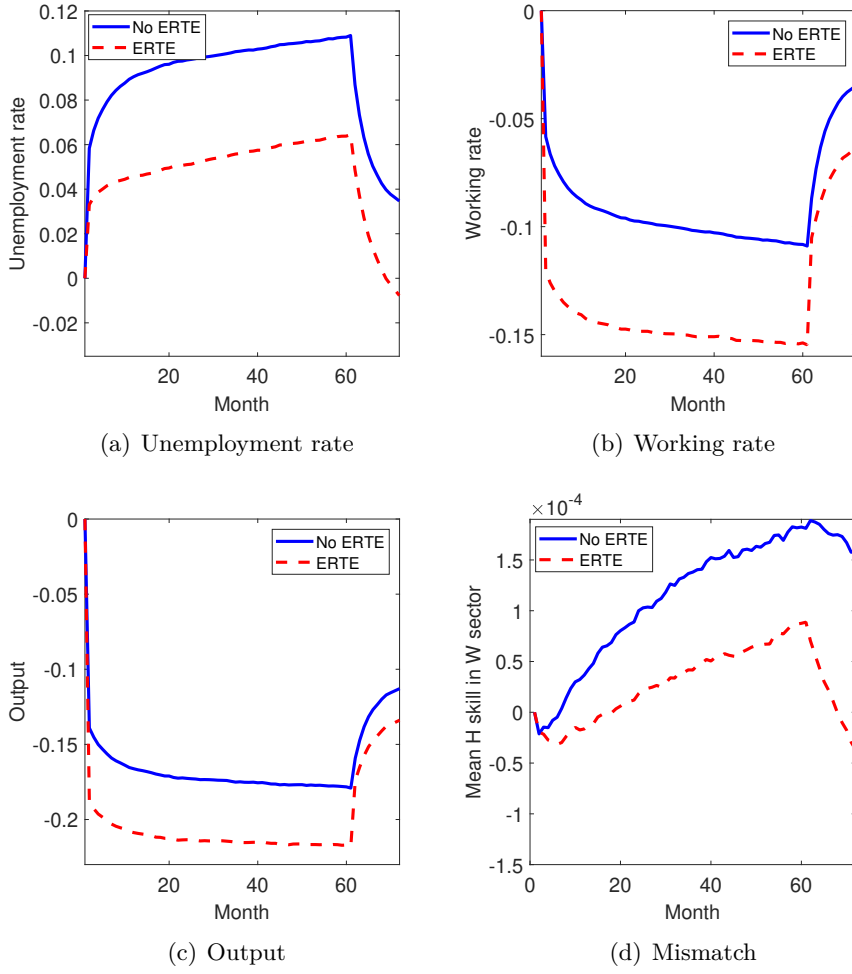 No ERTE
ERTE
0.12
0.1
0.08
0.06
0.04
0.02
0
-0.02
Unemployment rate
20
40
60
Month
(a) Unemployment rate
No ERTE
ERTE
0
-0.05
-0.1
-0.15
Working rate
20
40
60
Month
(b) Working rate
No ERTE
ERTE
0
-0.05
-0.1
-0.15
-0.2
Output
20
40
60
Month
(c) Output
×10⁻⁴
No ERTE
ERTE
1.5
1
0.5
0
-0.5
-1
-1.5
Mean H skill in W sector
0
20
40
60
Month
(d) Mismatch